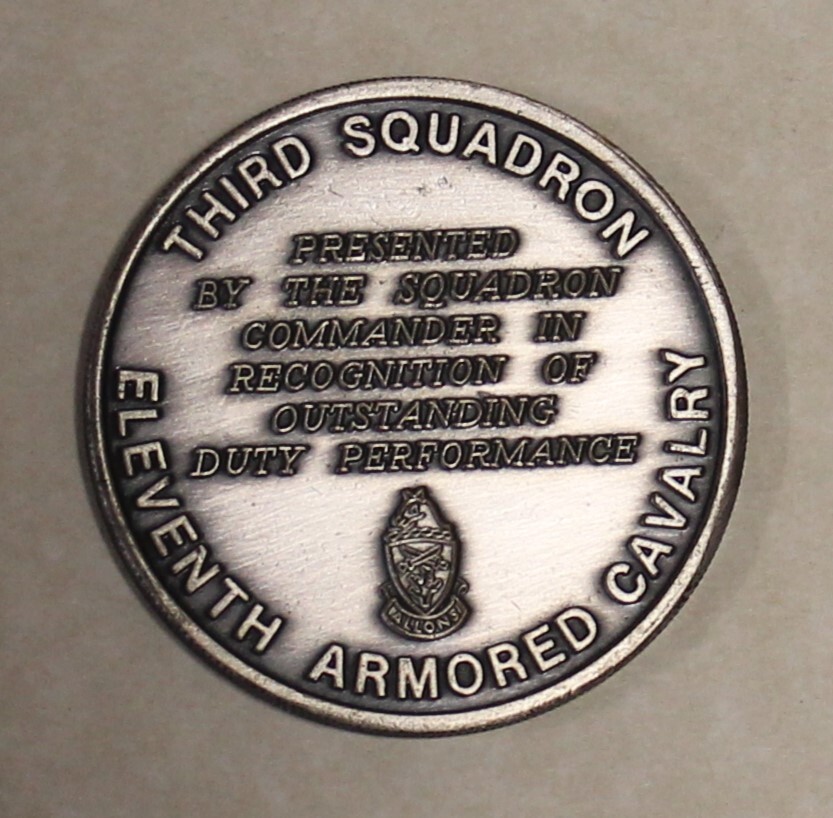 THIRD SQUADRON
PRESENTED
BY THE SQUADRON
COMMANDER IN
RECOGNITION OF
OUTSTANDING
DUTY PERFORMANCE
ALLONS
ELEVENTH ARMORED CAVALRY